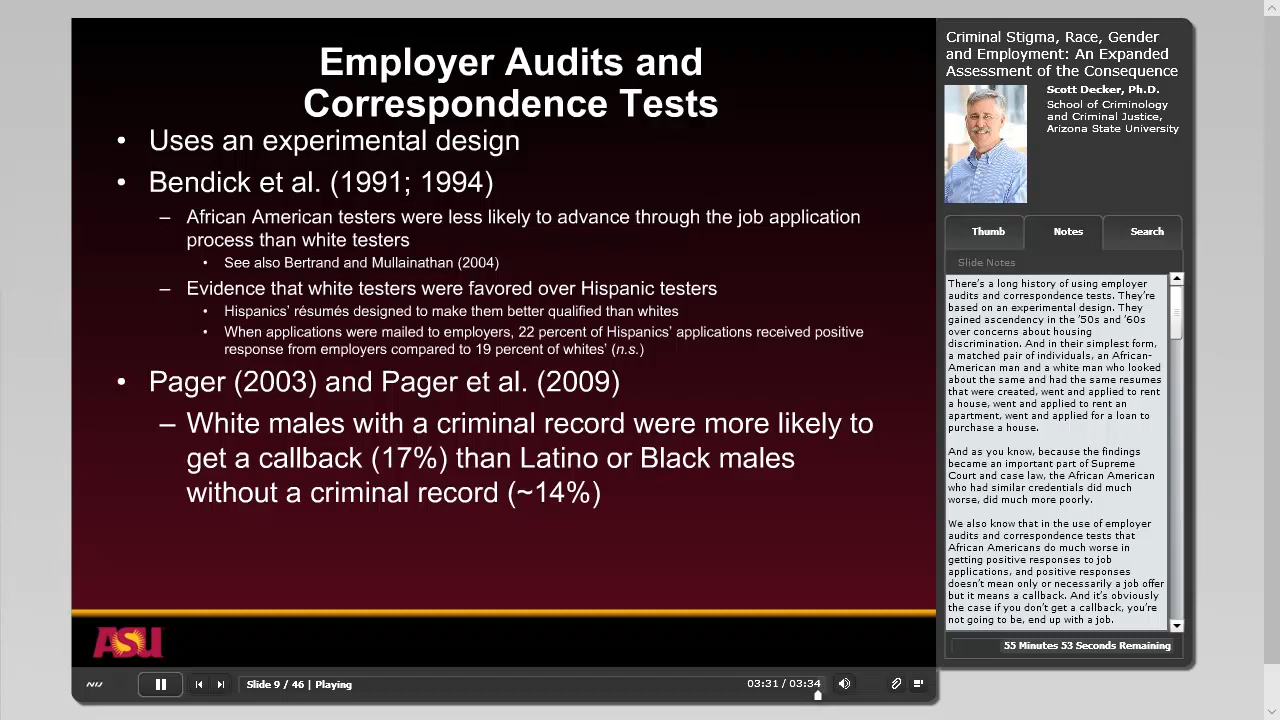 Employer Audits and
Correspondence Tests
• Uses an experimental design
• Bendick et al. (1991; 1994)
– African American testers were less likely to advance through the job application
process than white testers
• See also Bertrand and Mullainathan (2004)
– Evidence that white testers were favored over Hispanic testers
• Hispanics’ résumés designed to make them better qualified than whites
• When applications were mailed to employers, 22 percent of Hispanics’ applications received positive
response from employers compared to 19 percent of whites’ (n.s.)
• Pager (2003) and Pager et al. (2009)
– White males with a criminal record were more likely to
get a callback (17%) than Latino or Black males
without a criminal record (~14%)
ASU
Slide 9 / 46 | Playing
03:31 / 03:34
Criminal Stigma, Race, Gender
and Employment: An Expanded
Assessment of the Consequence
Scott Decker, Ph.D.
School of Criminology
and Criminal Justice,
Arizona State University
Thumb
Notes
Search
Slide Notes
There's a long history of using employer
audits and correspondence tests. They're
based on an experimental design. They
gained ascendency in the '50s and '60s
over concerns about housing
discrimination. And in their simplest form,
a matched pair of individuals, an African-
American man and a white man who looked
about the same and had the same resumes
that were created, went and applied to rent
a house, went and applied to rent an
apartment, went and applied for a loan to
purchase a house.
And as you know, because the findings
became an important part of Supreme
Court and case law, the African American
who had similar credentials did much
worse, did much more poorly.
We also know that in the use of employer
audits and correspondence tests that
African Americans do much worse in
getting positive responses to job
applications, and positive responses
doesn't mean only or necessarily a job offer
but it means a callback. And it's obviously
the case if you don't get a callback, you're
not going to be, end up with a job.
55 Minutes 53 Seconds Remaining